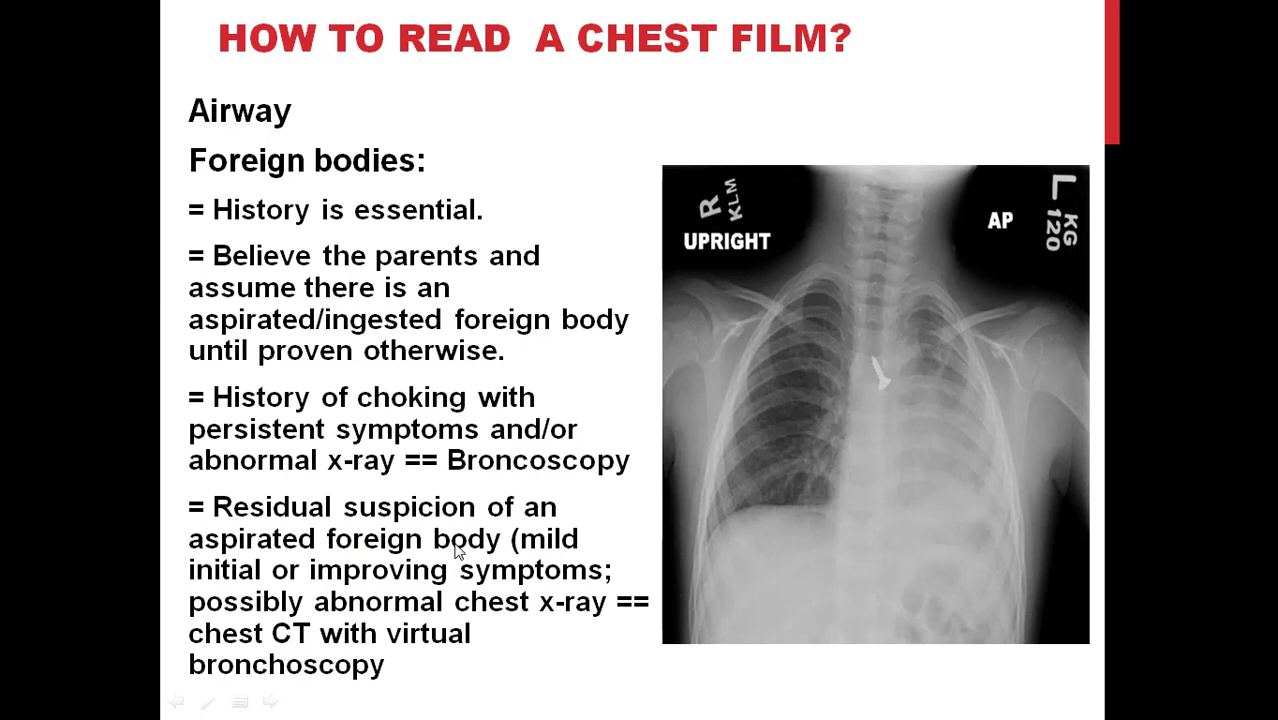 HOW TO READ A CHEST FILM?
Airway
Foreign bodies:
= History is essential.
= Believe the parents and
assume there is an
aspirated/ingested foreign body
until proven otherwise.
= History of choking with
persistent symptoms and/or
abnormal x-ray == Broncoscopy
= Residual suspicion of an
aspirated foreign body (mild
initial or improving symptoms;
possibly abnormal chest x-ray ==
chest CT with virtual
bronchoscopy
R
KLM
UPRIGHT
AP
L
KG
120